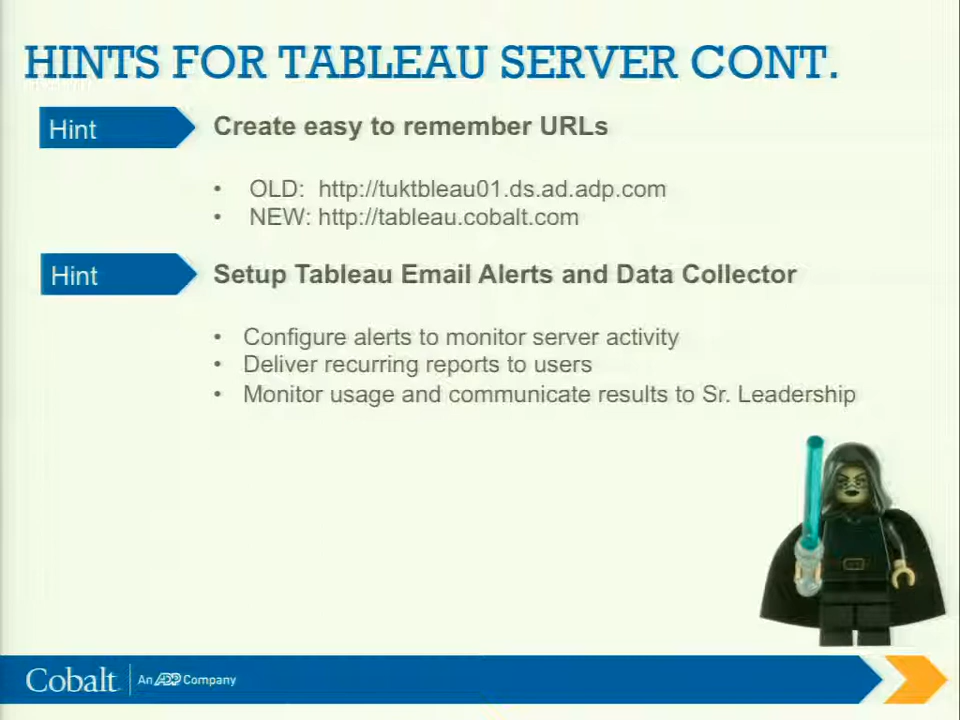 HINTS FOR TABLEAU SERVER CONT.
Hint
Create easy to remember URLs
• OLD: http://tuktbleau01.ds.ad.adp.com
• NEW: http://tableau.cobalt.com
Hint
Setup Tableau Email Alerts and Data Collector
• Configure alerts to monitor server activity
• Deliver recurring reports to users
• Monitor usage and communicate results to Sr. Leadership
Cobalt An ADP Company